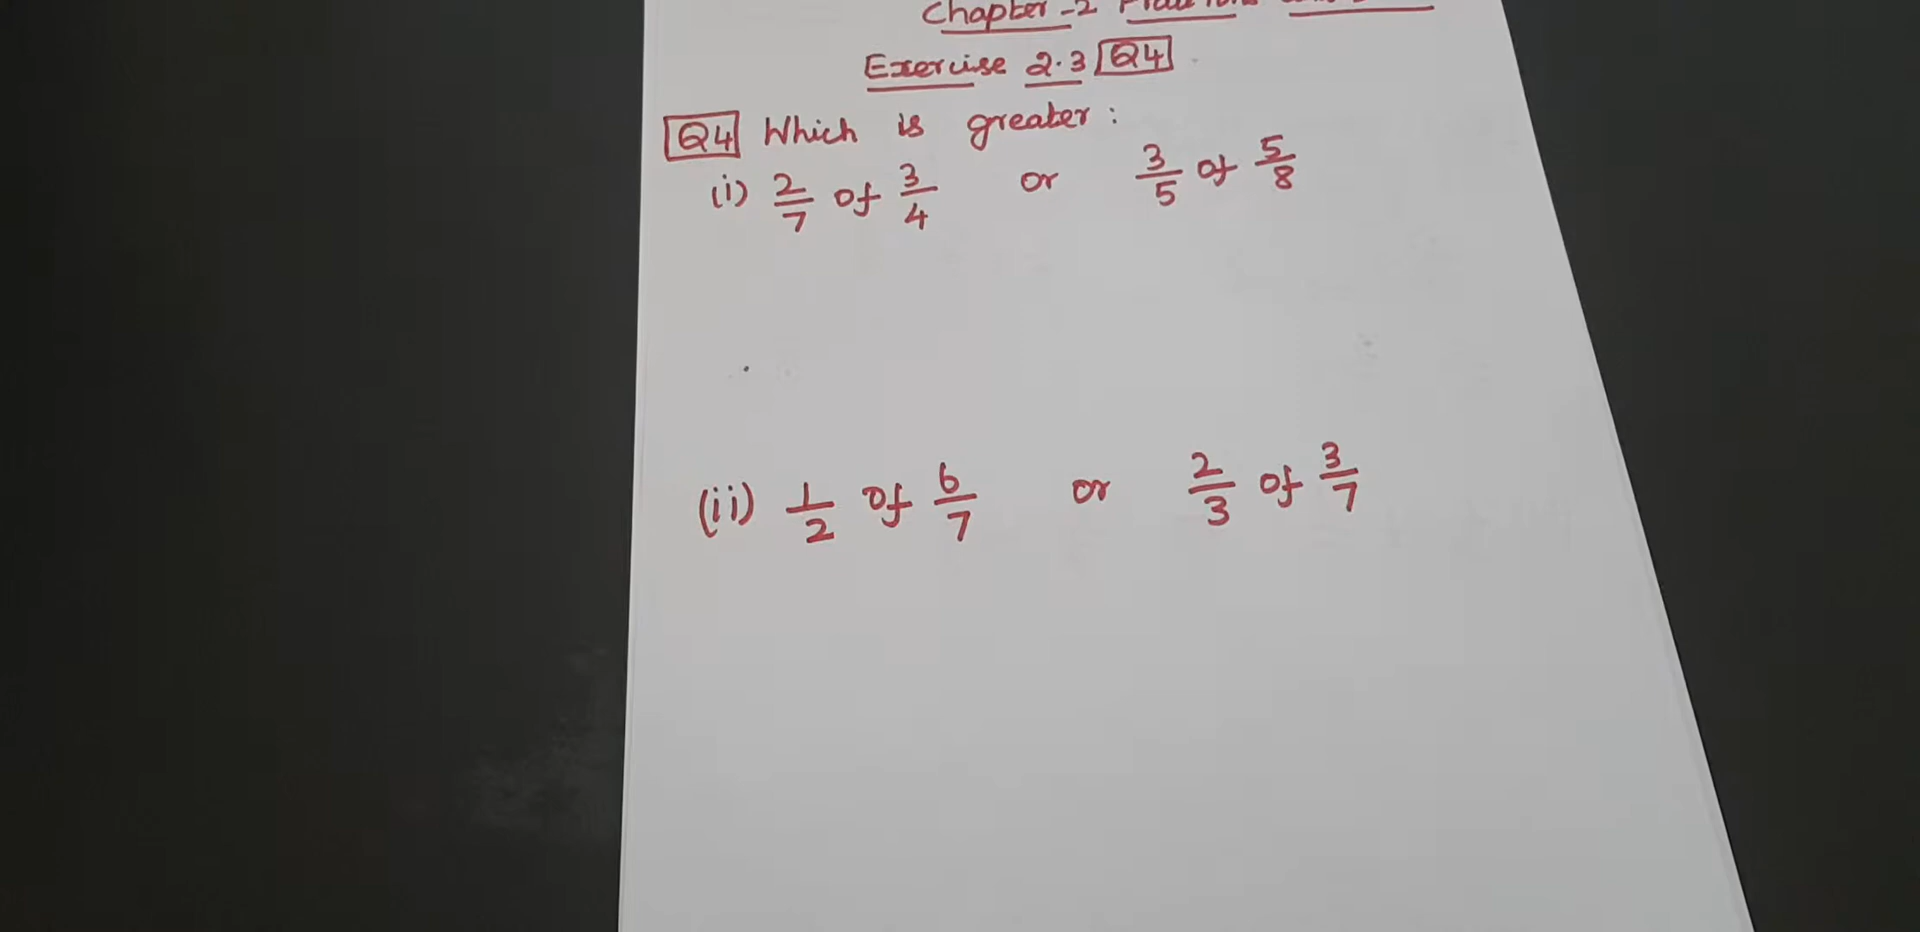 Chapter-2
Exercise 2.3 Q4
Q4 Which is greater:
(i) 2/7 of 3/4 or 3/5 of 5/8
(ii) 1/2 of 6/7 or 2/3 of 3/7